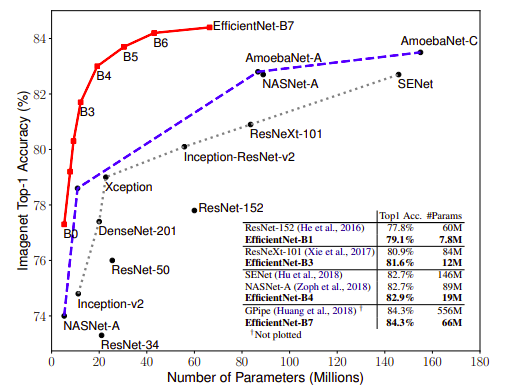 84
82
80
78
76
74
Imagenet Top-1 Accuracy (%)
EfficientNet-B7
B6
B5
B4
B3
B0
AmoebaNet-C
AmoebaNet-A
NASNet-A
SENet
ResNeXt-101
Inception-ResNet-v2
Xception
ResNet-152
DenseNet-201
ResNet-50
Inception-v2
NASNet-A
ResNet-34
Top1 Acc. #Params
ResNet-152 (He et al., 2016) 77.8% 60M
EfficientNet-B1 79.1% 7.8M
ResNeXt-101 (Xie et al., 2017) 80.9% 84M
EfficientNet-B3 81.6% 12M
SENet (Hu et al., 2018) 82.7% 146M
NASNet-A (Zoph et al., 2018) 82.7% 89M
EfficientNet-B4 82.9% 19M
GPipe (Huang et al., 2018) † 84.3% 556M
EfficientNet-B7 84.3% 66M
†Not plotted
0 20 40 60 80 100 120 140 160 180
Number of Parameters (Millions)